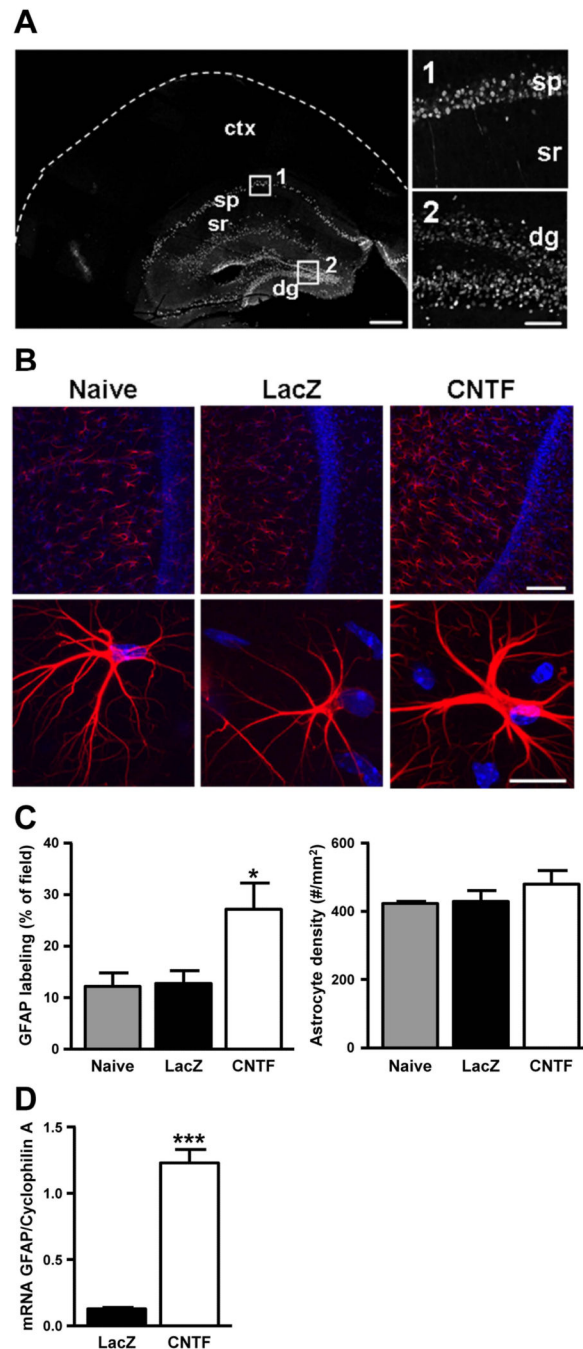 A
ctx
1
sp
sr
2
dg
1
sp
sr
2
dg
B
Naive LacZ CNTF
C
GFAP labeling (% of field)
40
30
20
10
0
*
Naive LacZ CNTF
Astrocyte density (#/mm²)
600
400
200
0
Naive LacZ CNTF
D
mRNA GFAP/Cyclophilin A
1.5
1.0
0.5
0.0
***
LacZ CNTF